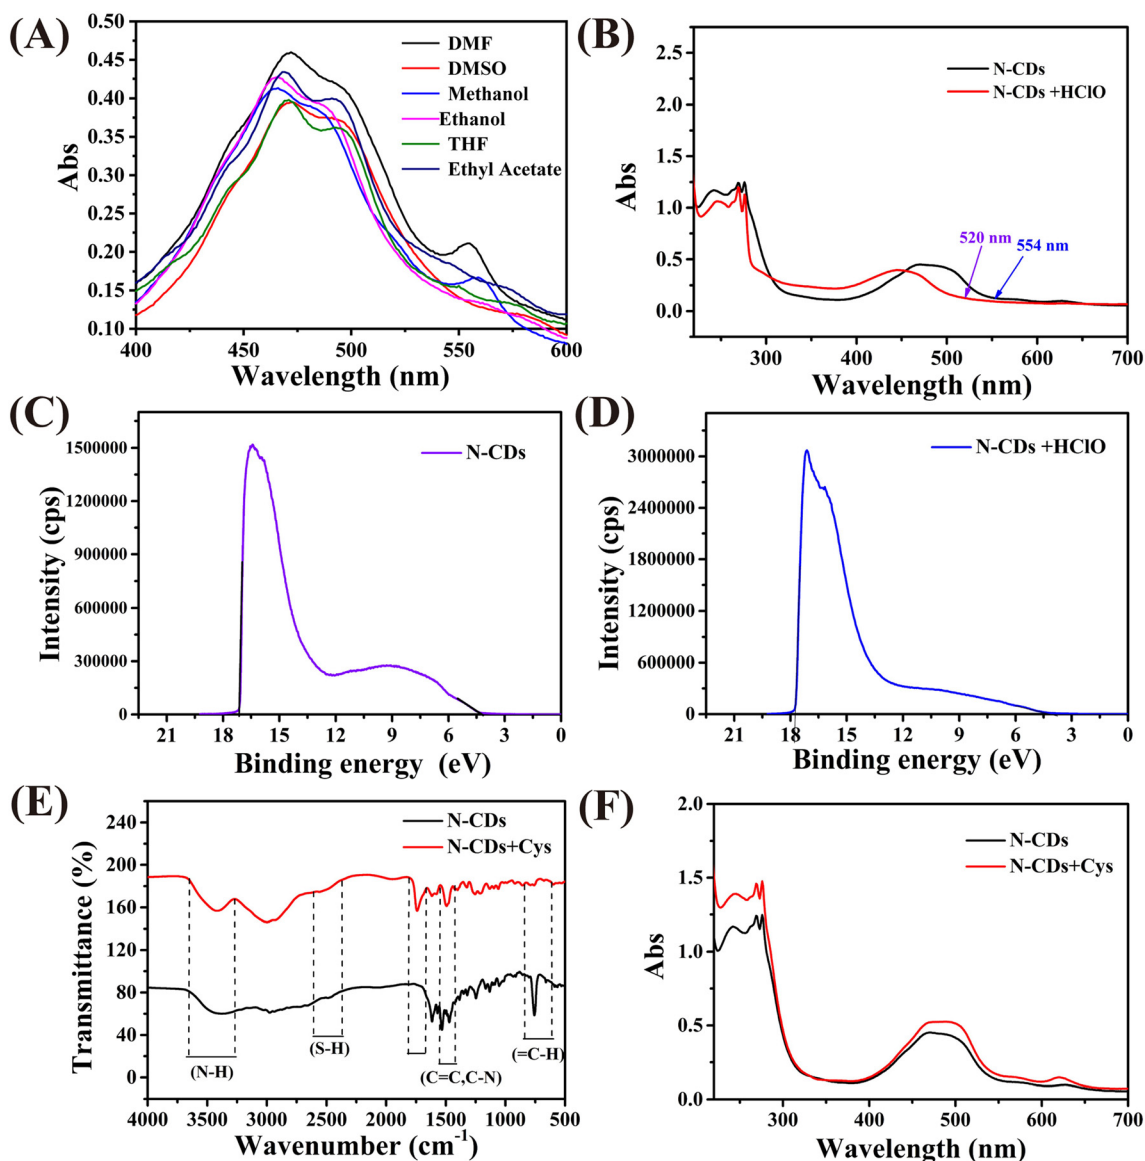 (A)
0.50
0.45
0.40
0.35
0.30
0.25
0.20
0.15
0.10
Abs
DMF
DMSO
Methanol
Ethanol
THF
Ethyl Acetate
400 450 500 550 600
Wavelength (nm)
(B)
2.5
2.0
1.5
1.0
0.5
0.0
Abs
N-CDs
N-CDs +HClO
520 nm
554 nm
300 400 500 600 700
Wavelength (nm)
(C)
1500000
1200000
900000
600000
300000
0
Intensity (cps)
N-CDs
21 18 15 12 9 6 3 0
Binding energy (eV)
(D)
3000000
2400000
1800000
1200000
600000
0
Intensity (cps)
N-CDs +HClO
21 18 15 12 9 6 3 0
Binding energy (eV)
(E)
240
200
160
120
80
40
0
Transmittance (%)
N-CDs
N-CDs+Cys
(N-H)
(S-H)
(C=C,C-N)
(=C-H)
4000 3500 3000 2500 2000 1500 1000 500
Wavenumber (cm-1)
(F)
2.0
1.5
1.0
0.5
0.0
Abs
N-CDs
N-CDs+Cys
300 400 500 600 700
Wavelength (nm)